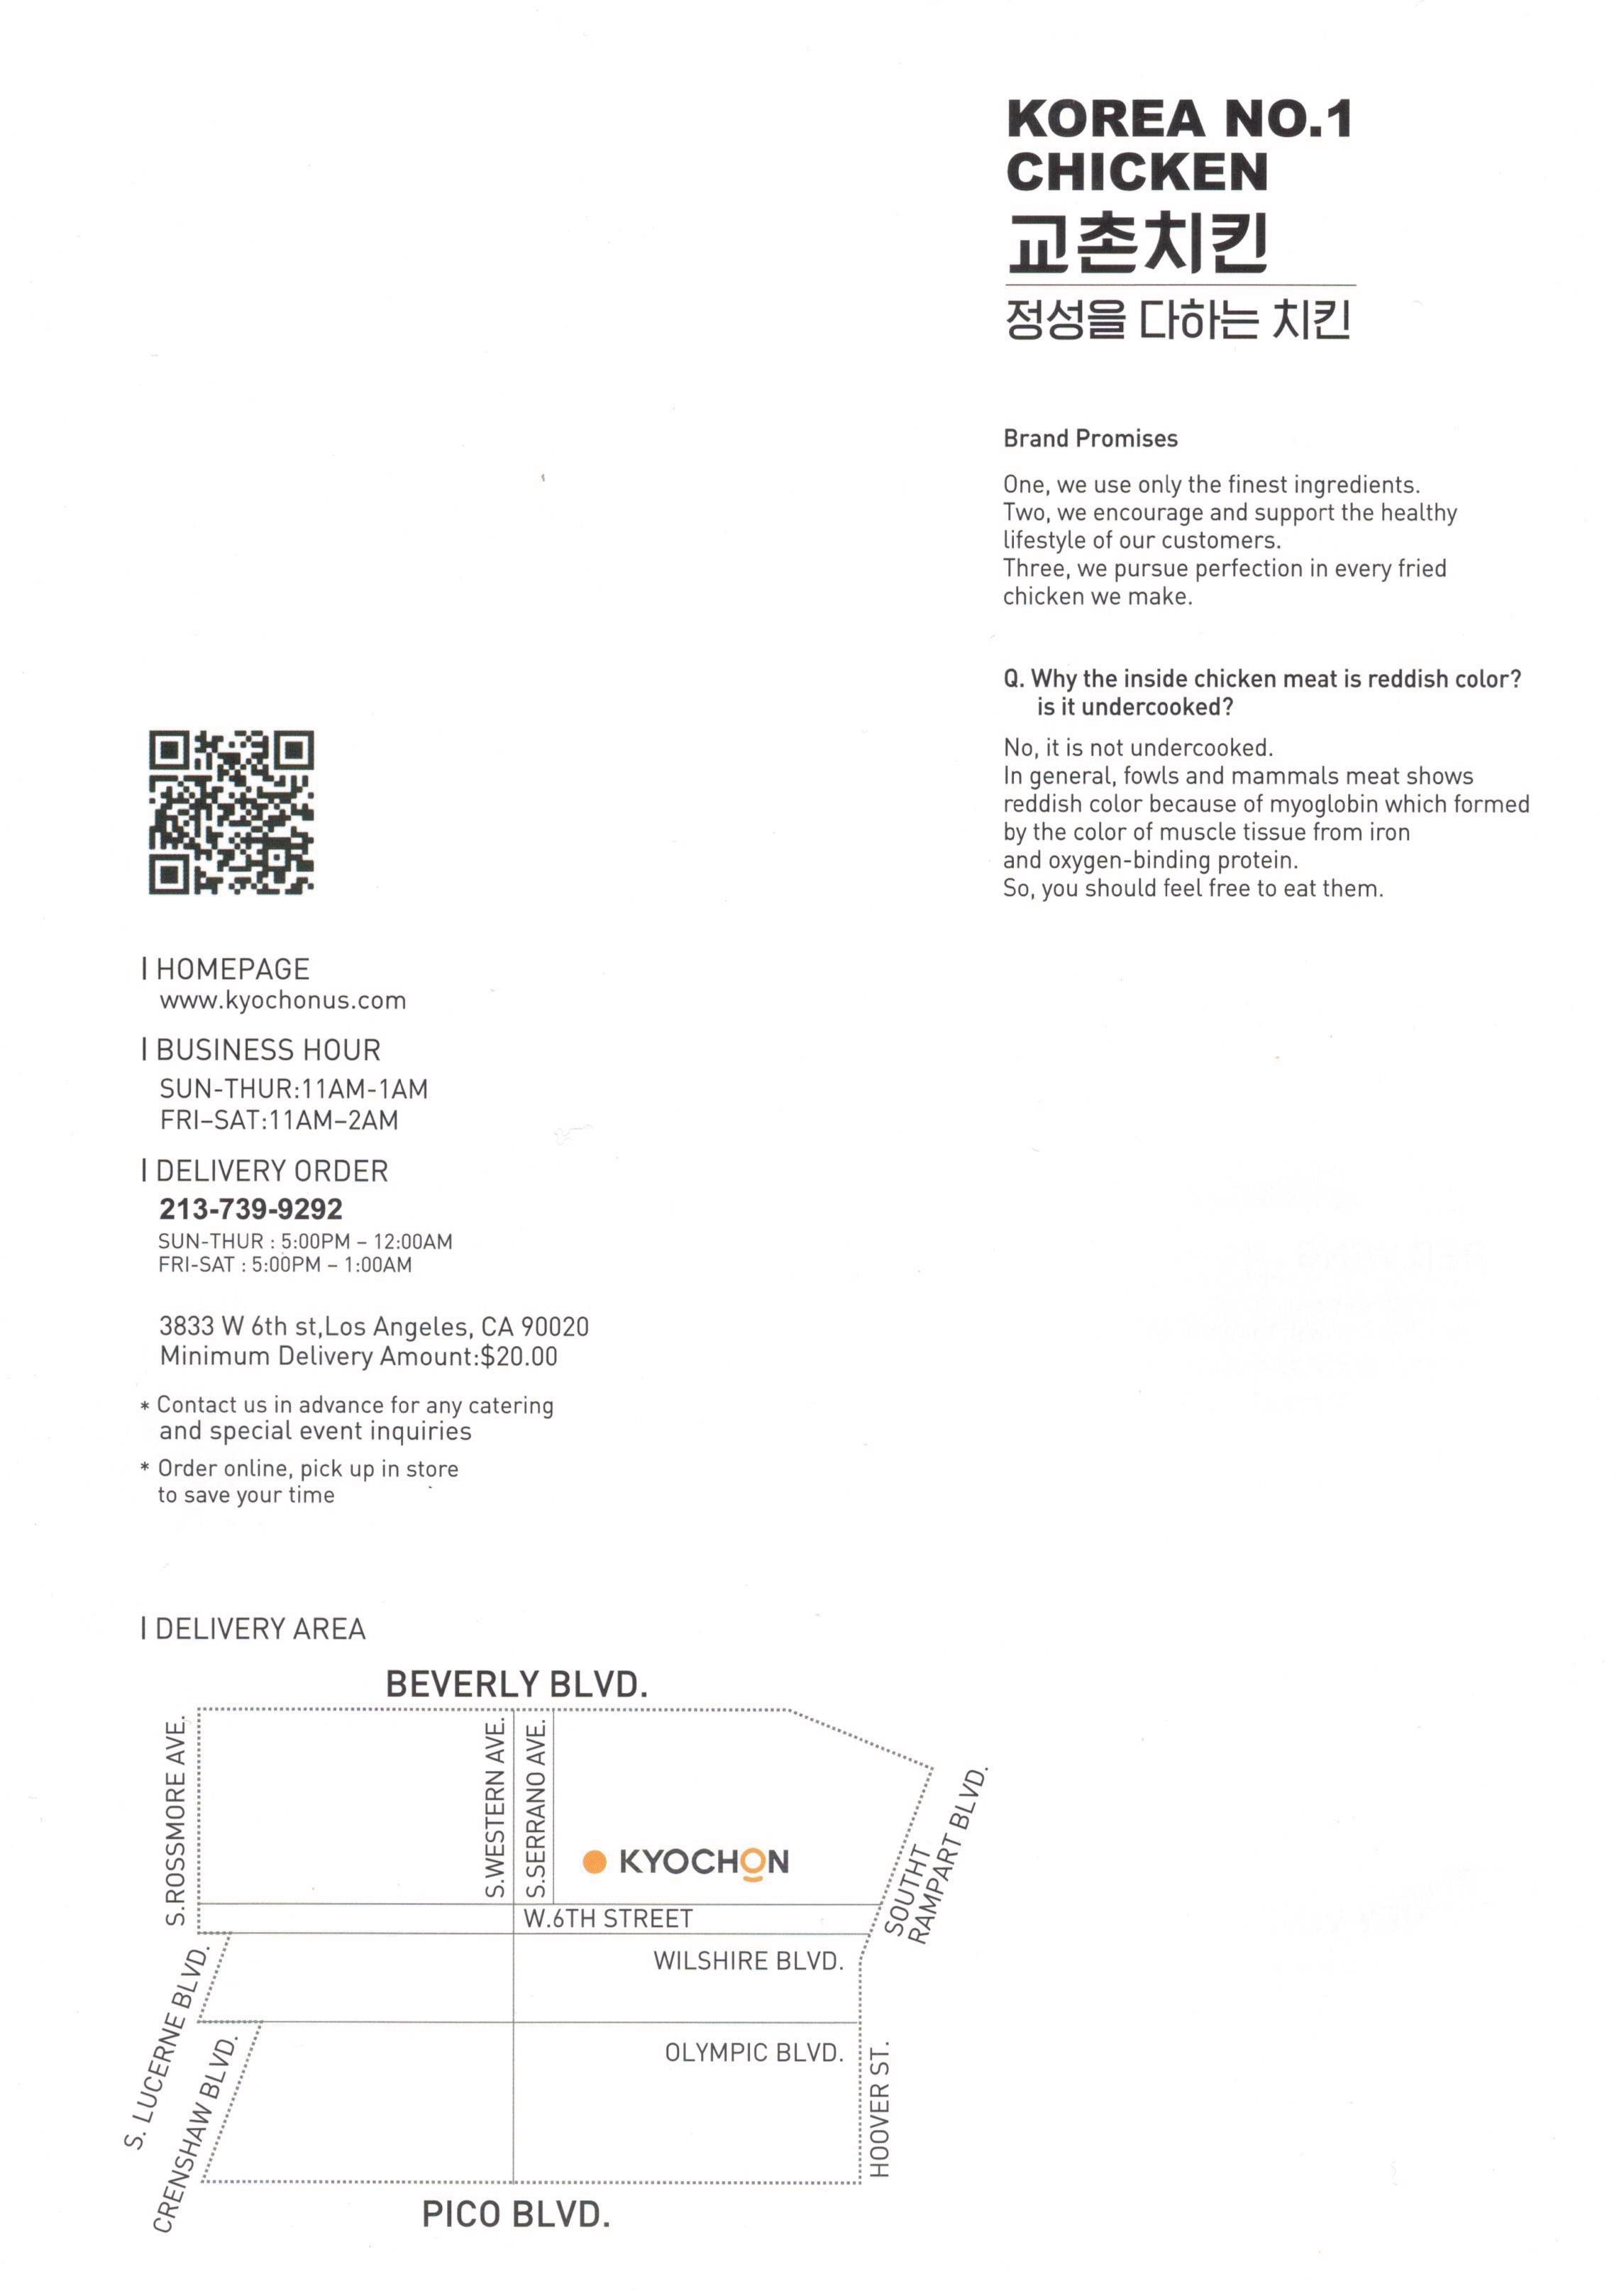 KOREA NO.1
CHICKEN
교촌치킨
정성을 다하는 치킨
Brand Promises
One, we use only the finest ingredients.
Two, we encourage and support the healthy
lifestyle of our customers.
Three, we pursue perfection in every fried
chicken we make.
Q. Why the inside chicken meat is reddish color?
is it undercooked?
No, it is not undercooked.
In general, fowls and mammals meat shows
reddish color because of myoglobin which formed
by the color of muscle tissue from iron
and oxygen-binding protein.
So, you should feel free to eat them.
| HOMEPAGE
www.kyochonus.com
| BUSINESS HOUR
SUN-THUR:11AM-1AM
FRI-SAT:11AM-2AM
| DELIVERY ORDER
213-739-9292
SUN-THUR : 5:00PM - 12:00AM
FRI-SAT : 5:00PM - 1:00AM
3833 W 6th st,Los Angeles, CA 90020
Minimum Delivery Amount:$20.00
* Contact us in advance for any catering
and special event inquiries
* Order online, pick up in store
to save your time
| DELIVERY AREA
BEVERLY BLVD.
S.ROSSMORE AVE.
S.WESTERN AVE.
S.SERRANO AVE.
KYOCHON
SOUTHT
RAMPART BLVD.
W.6TH STREET
WILSHIRE BLVD.
S. LUCERNE BLVD.
OLYMPIC BLVD.
CRENSHAW BLVD.
HOOVER ST.
PICO BLVD.